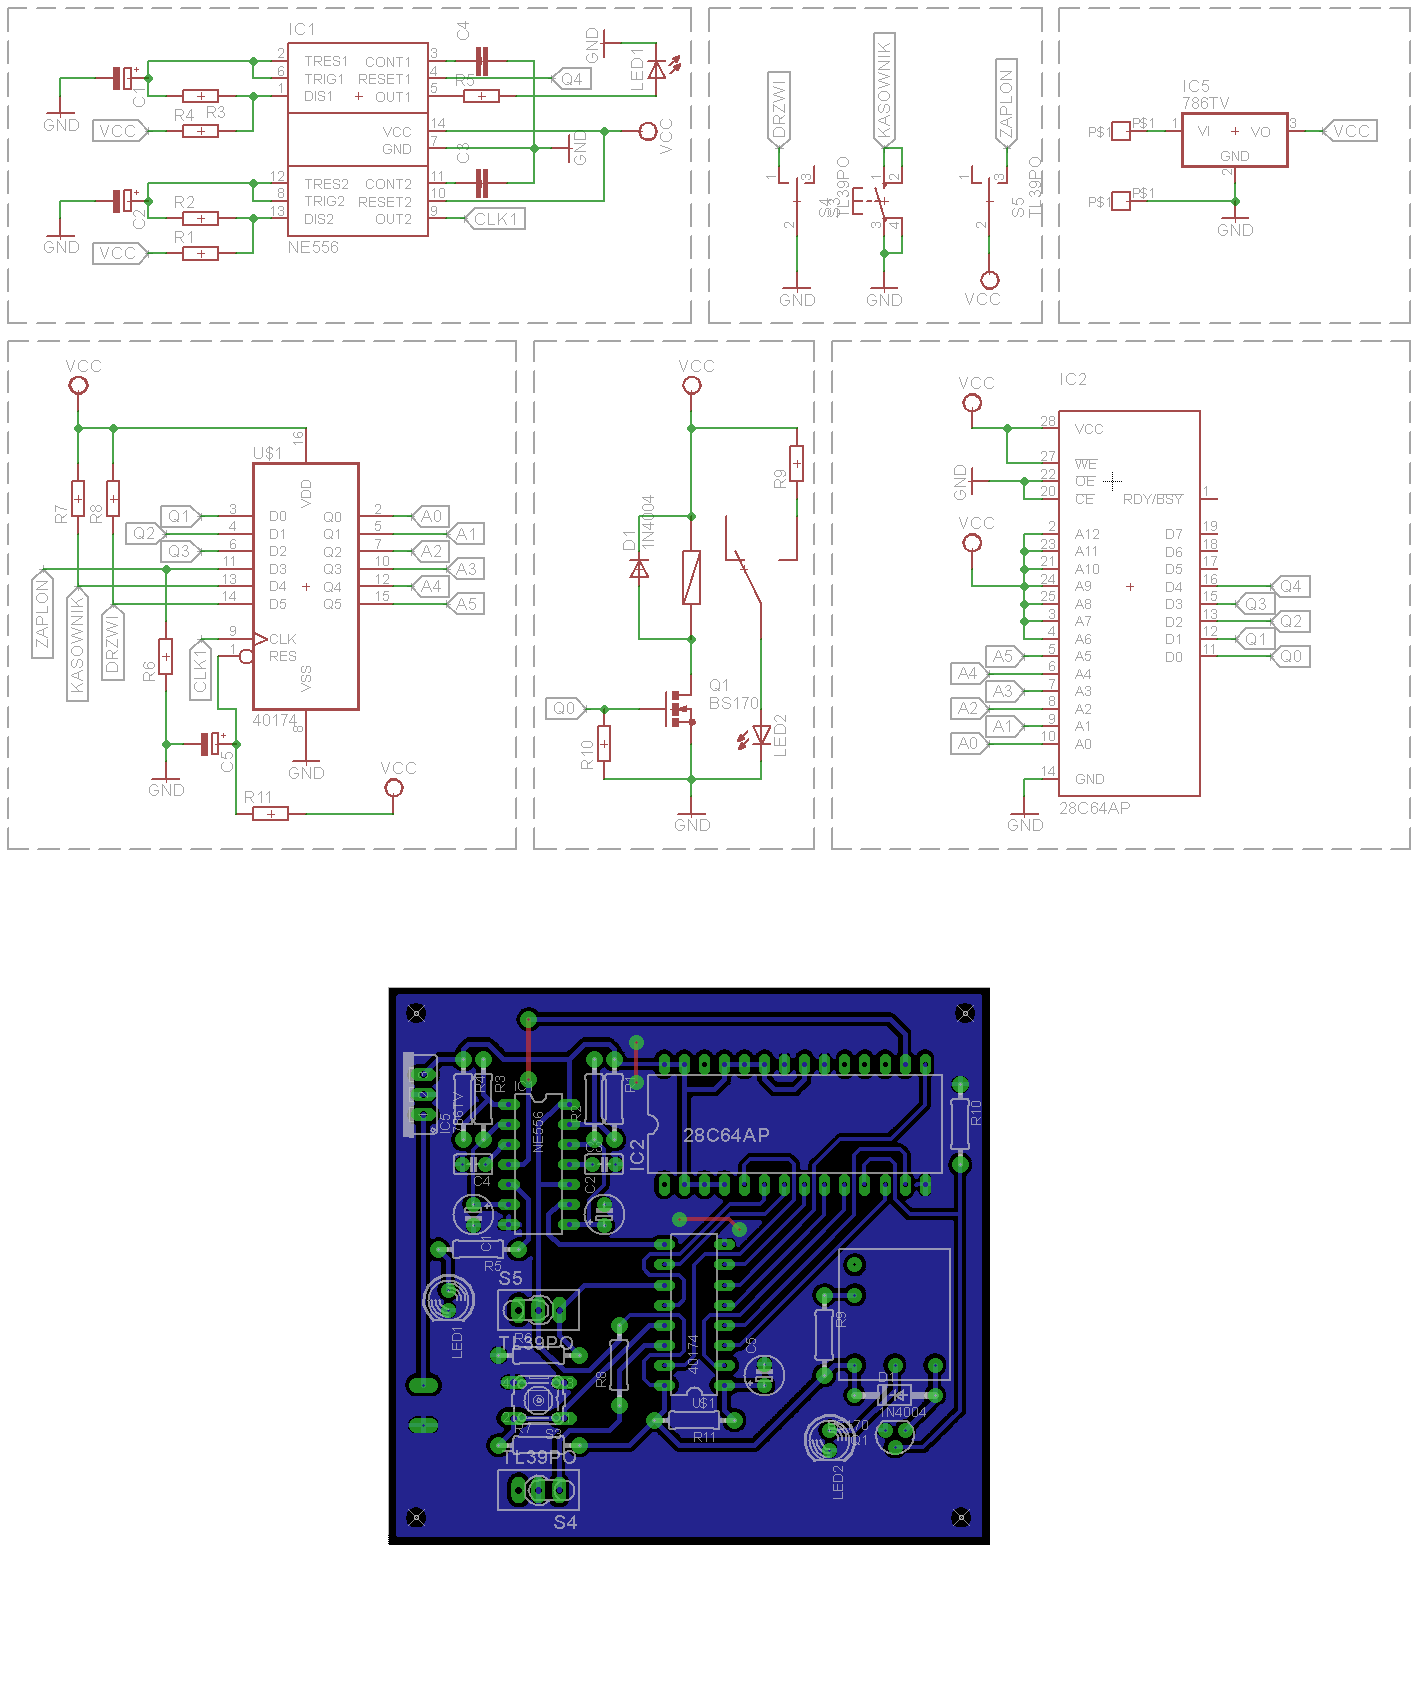 IC1
2 TRES1
6 TRIG1
1 DIS1
CONT1 3
RESET1 4
OUT1 5
VCC 14
GND 7
12 TRES2
8 TRIG2
13 DIS2
CONT2 11
RESET2 10
OUT2 9
NE556
C1
R3
R4
VCC
GND
C2
R2
R1
VCC
GND
C4
C3
R5
Q4
GND
LED1
GND
VCC
CLK1
DRZWI
KASOWNIK
ZAPLON
1 3
1 2
1 3
2
3 4
2
S4
TL39PO
S5
TL39PO
GND
GND
VCC
IC5
786TV
P$1 P$1
1 VI VO 3
VCC
GND
2
P$1 P$1
GND
VCC
U$1
16
VDD
R7
R8
Q1 3 D0 Q0 2 A0
Q2 4 D1 Q1 5 A1
Q3 6 D2 Q2 7 A2
11 D3 Q3 10 A3
13 D4 Q4 12 A4
14 D5 Q5 15 A5
9 CLK
1 RES
VSS
8
40174
ZAPLON
KASOWNIK
DRZWI
R6
CLK1
C5
GND
GND
VCC
R11
VCC
R9
D1
1N4004
Q0
Q1
BS170
R10
LED2
GND
VCC
IC2
28 VCC
27 WE
GND
22 OE
20 CE
RDY/BSY 1
VCC
2 A12 D7 19
23 A11 D6 18
21 A10 D5 17
24 A9 D4 16 Q4
25 A8 D3 15 Q3
3 A7 D2 13 Q2
4 A6 D1 12 Q1
A5 5 A5 D0 11 Q0
A4 6 A4
A3 7 A3
A2 8 A2
A1 9 A1
A0 10 A0
14 GND
GND
28C64AP
IC5
786TV
R4
R3
NE556
R2
R1
IC2
28C64AP
R10
C4
C2
C1
R5
S5
LED1
R6
TL39PO
R8
40174
U$1
C5
R9
D1
1N4004
R7
TL39PO
R11
Q1
LED2
S4